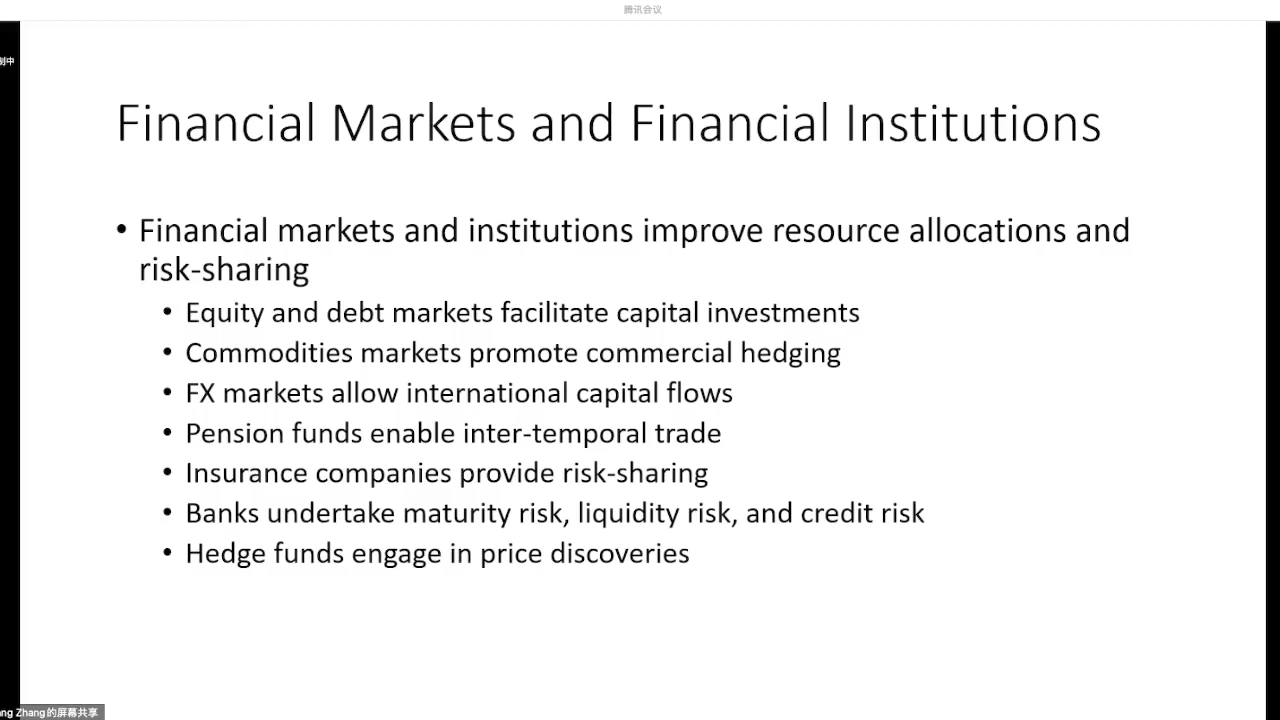 腾讯会议
制中
Financial Markets and Financial Institutions
• Financial markets and institutions improve resource allocations and
risk-sharing
• Equity and debt markets facilitate capital investments
• Commodities markets promote commercial hedging
• FX markets allow international capital flows
• Pension funds enable inter-temporal trade
• Insurance companies provide risk-sharing
• Banks undertake maturity risk, liquidity risk, and credit risk
• Hedge funds engage in price discoveries
ng Zhang的屏幕共享